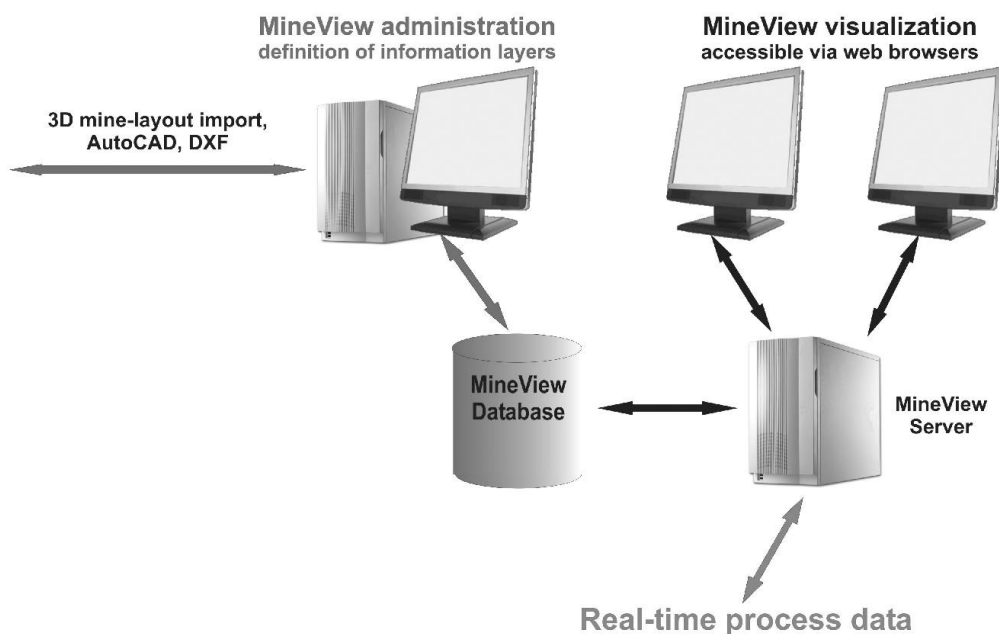 MineView administration
definition of information layers
MineView visualization
accessible via web browsers
3D mine-layout import,
AutoCAD, DXF
MineView
Database
MineView
Server
Real-time process data